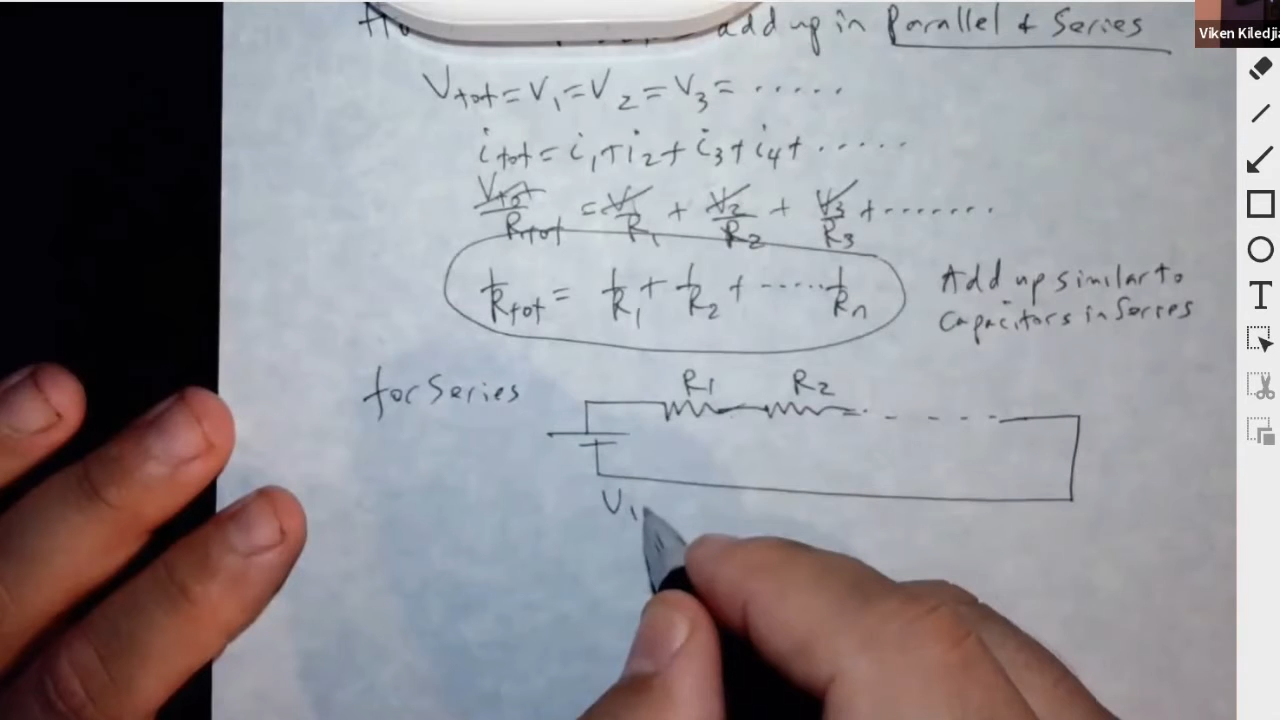 add up in Parallel & Series
Viken Kiledji
V tot = V1 = V2 = V3 = .....
i tot = i1 + i2 + i3 + i4 + .....
Vtot/Rtot = V1/R1 + V2/R2 + V3/R3 + .......
1/Rtot = 1/R1 + 1/R2 + ..... 1/Rn
Add up similar to
Capacitors in Series
for Series
R1 R2
V1
T